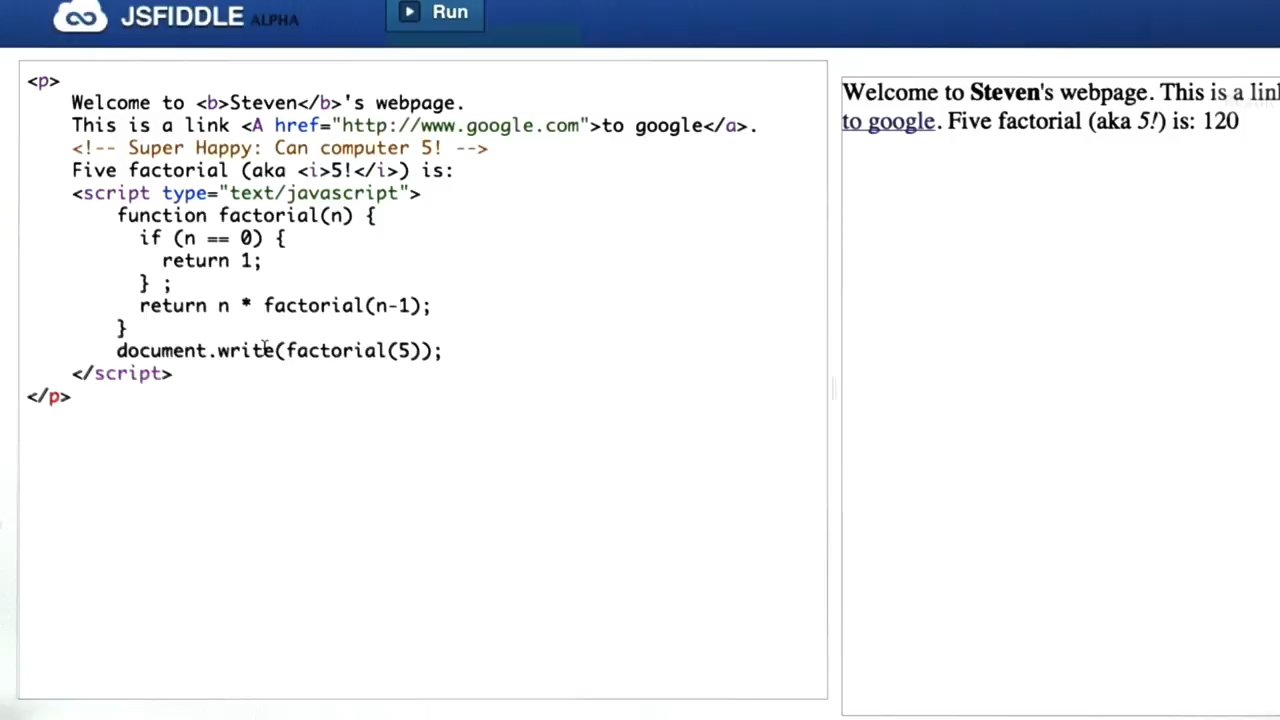 JSFIDDLE ALPHA
Run
<p>
Welcome to <b>Steven</b>'s webpage.
This is a link <A href="http://www.google.com">to google</a>.
<!-- Super Happy: Can computer 5! -->
Five factorial (aka <i>5!</i>) is:
<script type="text/javascript">
function factorial(n) {
if (n == 0) {
return 1;
} ;
return n * factorial(n-1);
}
document.write(factorial(5));
</script>
</p>
Welcome to Steven's webpage. This is a link
to google. Five factorial (aka 5!) is: 120